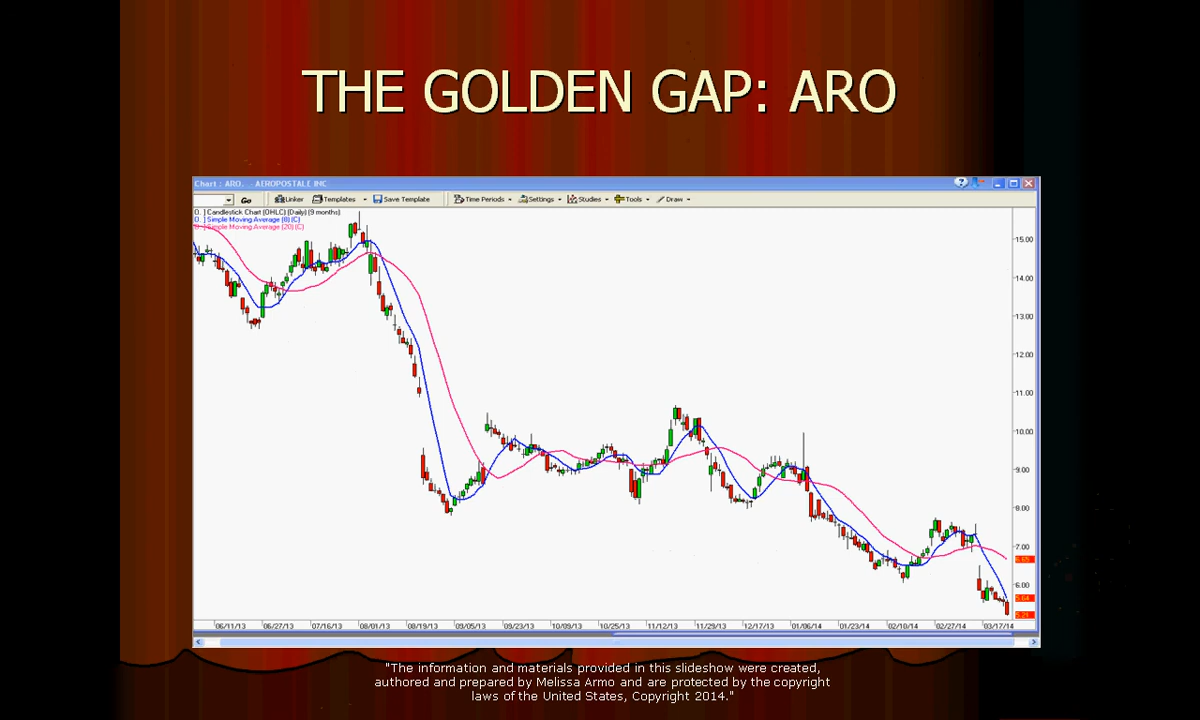 THE GOLDEN GAP: ARO
Chart : ARO. - AEROPOSTALE INC
Go Linker Templates Save Template Time Periods Settings Studies Tools Draw
Candlestick Chart (OHLC) (Daily) (9 months)
Simple Moving Average (8) (C)
Simple Moving Average (20) (C)
15.00
14.00
13.00
12.00
11.00
10.00
9.00
8.00
7.00
6.00
5.64
5.21
06/11/13 06/27/13 07/16/13 08/01/13 08/19/13 09/05/13 09/23/13 10/09/13 10/25/13 11/12/13 11/29/13 12/17/13 01/06/14 01/23/14 02/10/14 02/27/14 03/17/14
"The information and materials provided in this slideshow were created,
authored and prepared by Melissa Armo and are protected by the copyright
laws of the United States, Copyright 2014."